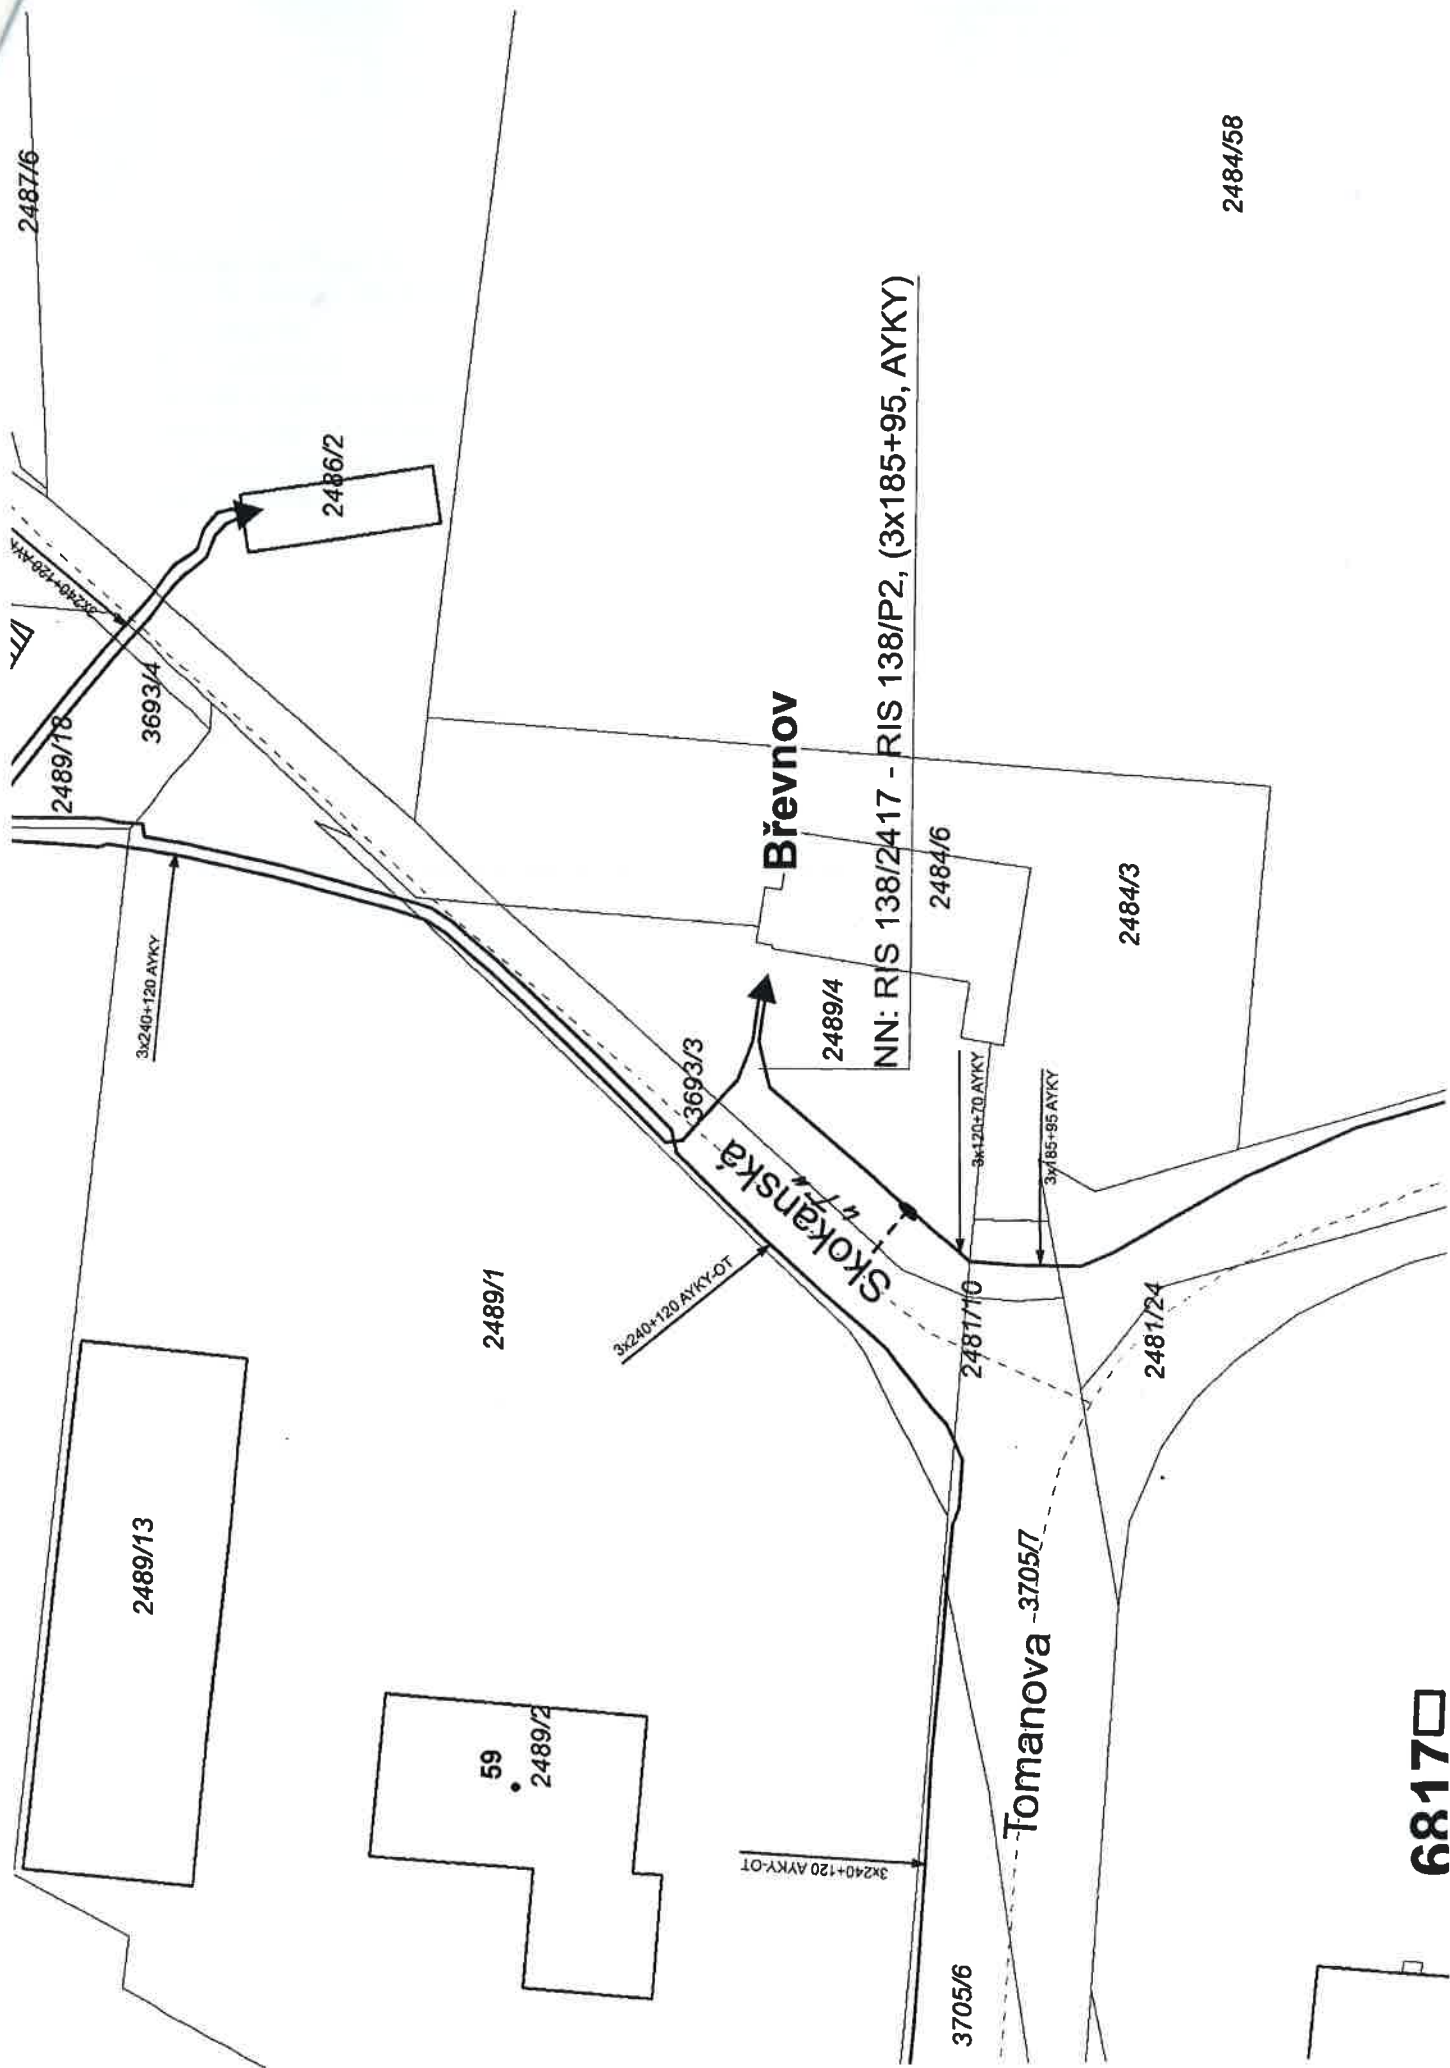 2487/6
2484/58
2486/2
2489/18
3693/4
3x240+120 AYKY
Břevnov
NN: RIS 138/2417 - RIS 138/P2, (3x185+95, AYKY)
2484/6
2484/3
2489/4
3693/3
3x120+70 AYKY
3x185+95 AYKY
Skokanská
3x240+120 AYKY-OT
2489/1
2481/10
2481/24
2489/13
59
2489/2
Tomanova
3705/7
3x240+120 AYKY-OT
3705/6
6817